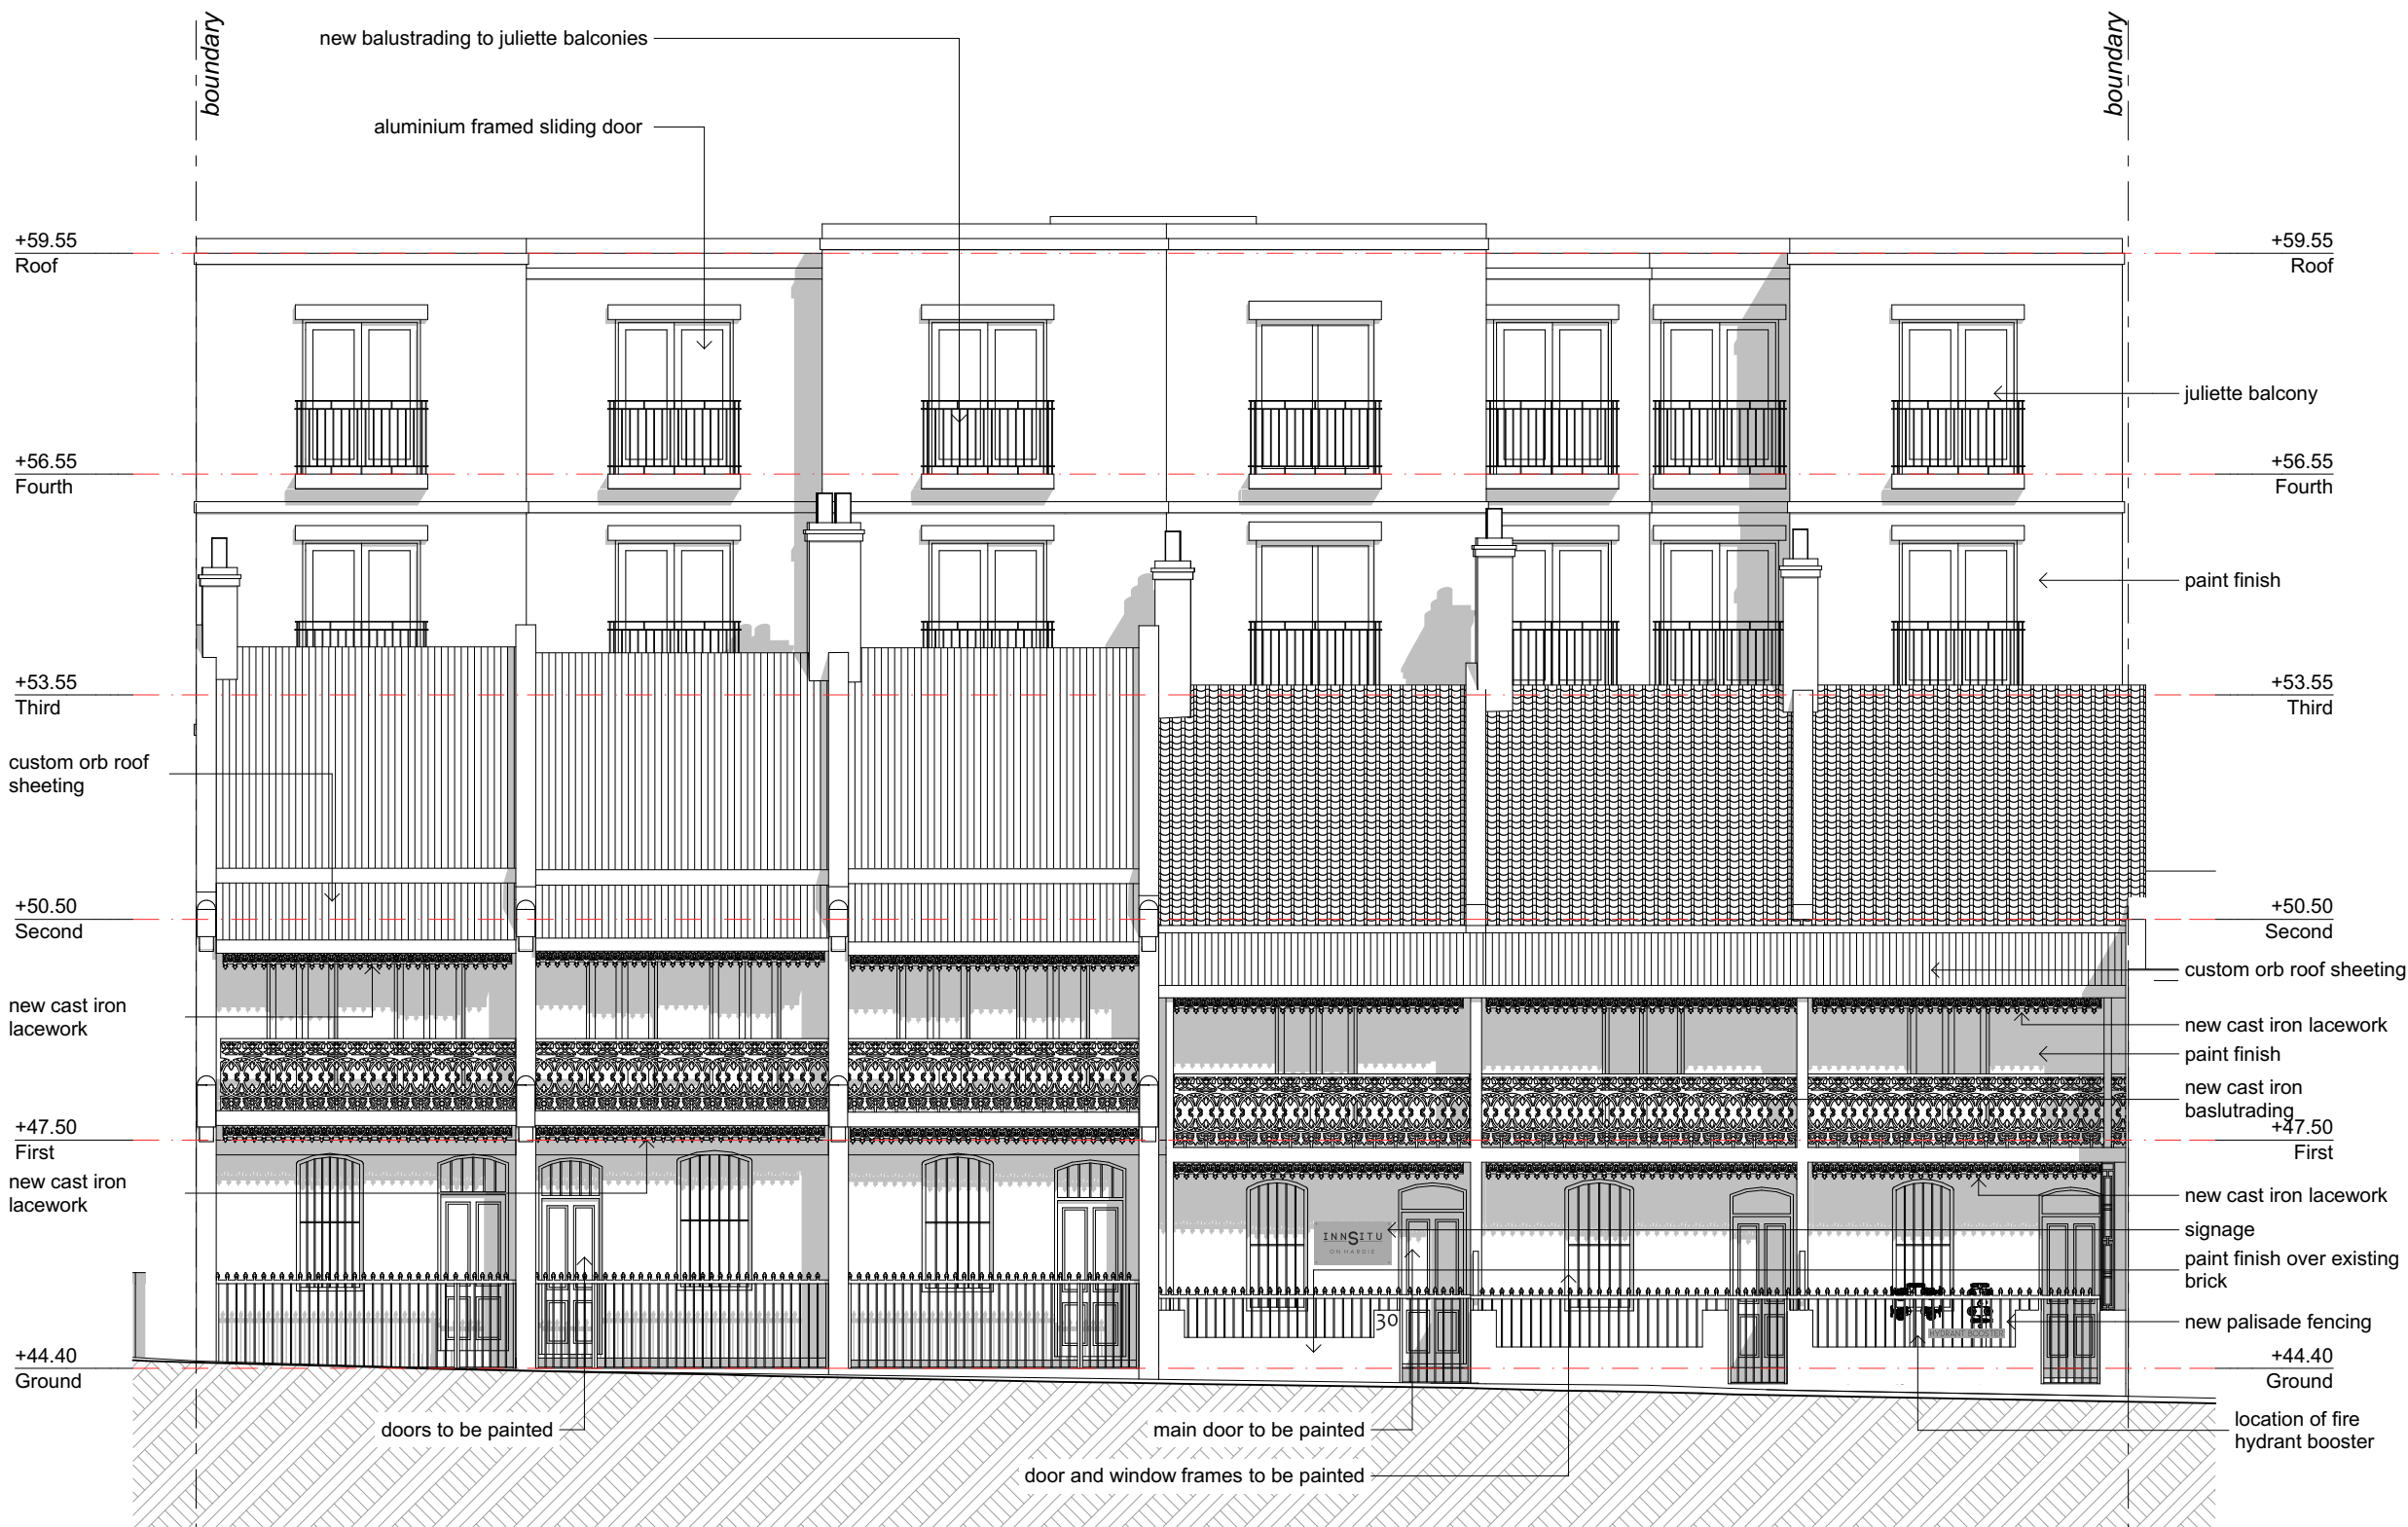 boundary
boundary
new balustrading to juliette balconies
aluminium framed sliding door
+59.55
Roof
+59.55
Roof
juliette balcony
+56.55
Fourth
+56.55
Fourth
paint finish
+53.55
Third
+53.55
Third
custom orb roof
sheeting
+50.50
Second
+50.50
Second
custom orb roof sheeting
new cast iron
lacework
new cast iron lacework
paint finish
new cast iron
baslutrading
+47.50
First
+47.50
First
new cast iron
lacework
new cast iron lacework
signage
INNSITU
ON HARDIE
paint finish over existing
brick
30
new palisade fencing
HYDRANT BOOSTER
+44.40
Ground
+44.40
Ground
doors to be painted
main door to be painted
location of fire
hydrant booster
door and window frames to be painted